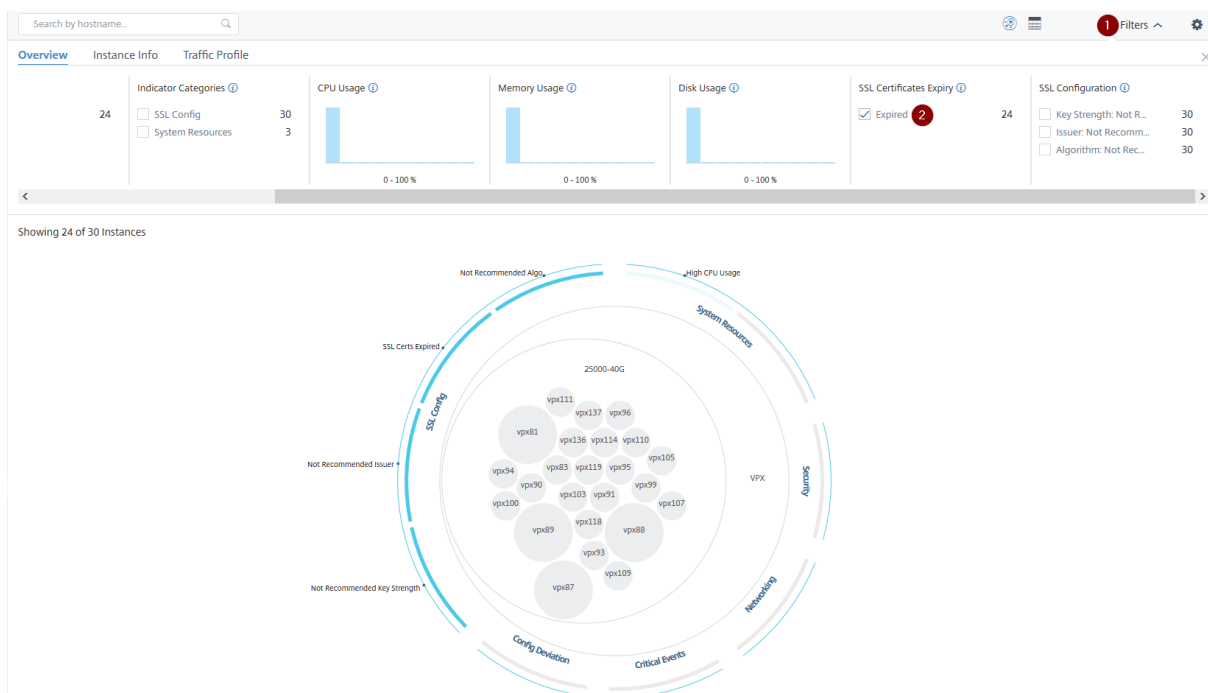 Search by hostname..
1 Filters
Overview Instance Info Traffic Profile
24
Indicator Categories
SSL Config 30
System Resources 3
CPU Usage
0 - 100 %
Memory Usage
0 - 100 %
Disk Usage
0 - 100 %
SSL Certificates Expiry
Expired 2 24
SSL Configuration
Key Strength: Not R... 30
Issuer: Not Recomm... 30
Algorithm: Not Rec... 30
Showing 24 of 30 Instances
Not Recommended Algo.
High CPU Usage
System Resources
SSL Certs Expired
25000-40G
SSL Config
vpx111
vpx137 vpx96
vpx81
vpx136 vpx114 vpx110
vpx105
vpx94 vpx83 vpx119 vpx95
vpx90 vpx99
vpx103 vpx91
vpx100 vpx107
Not Recommended Issuer
VPX
Security
vpx118
vpx89 vpx88
vpx93
vpx109
vpx87
Not Recommended Key Strength
Networking
Config Deviation
Critical Events